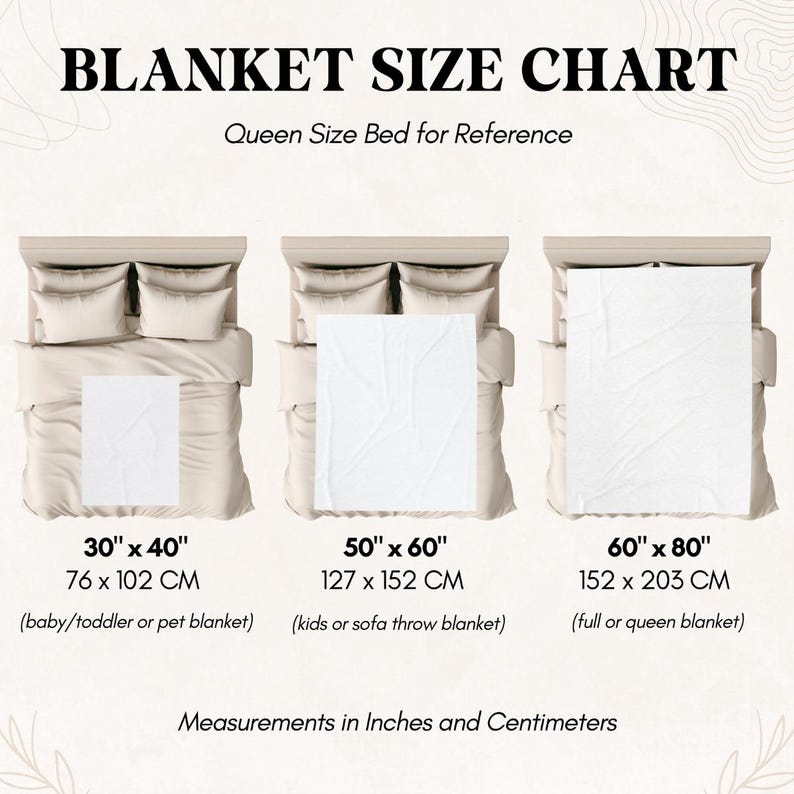 BLANKET SIZE CHART
Queen Size Bed for Reference
30" x 40"
76 x 102 CM
(baby/toddler or pet blanket)
50" x 60"
127 x 152 CM
(kids or sofa throw blanket)
60" x 80"
152 x 203 CM
(full or queen blanket)
Measurements in Inches and Centimeters